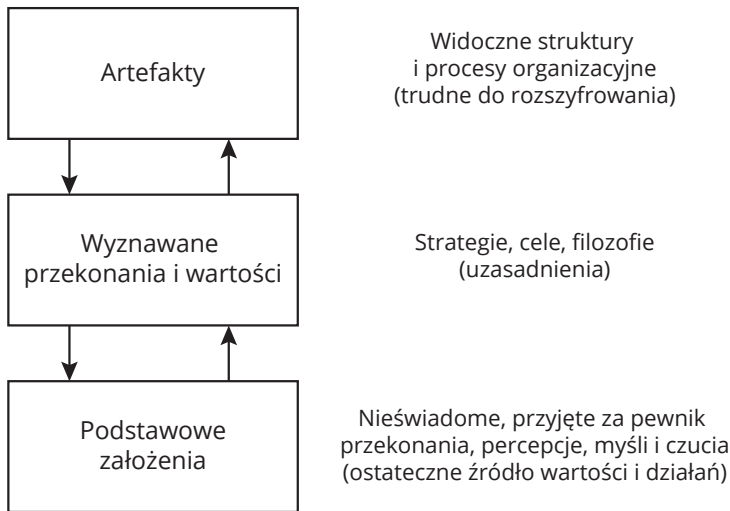 Artefakty
Widoczne struktury
i procesy organizacyjne
(trudne do rozszyfrowania)
Wyznawane
przekonania i wartości
Strategie, cele, filozofie
(uzasadnienia)
Podstawowe
założenia
Nieświadome, przyjęte za pewnik
przekonania, percepcje, myśli i czucia
(ostateczne źródło wartości i działań)